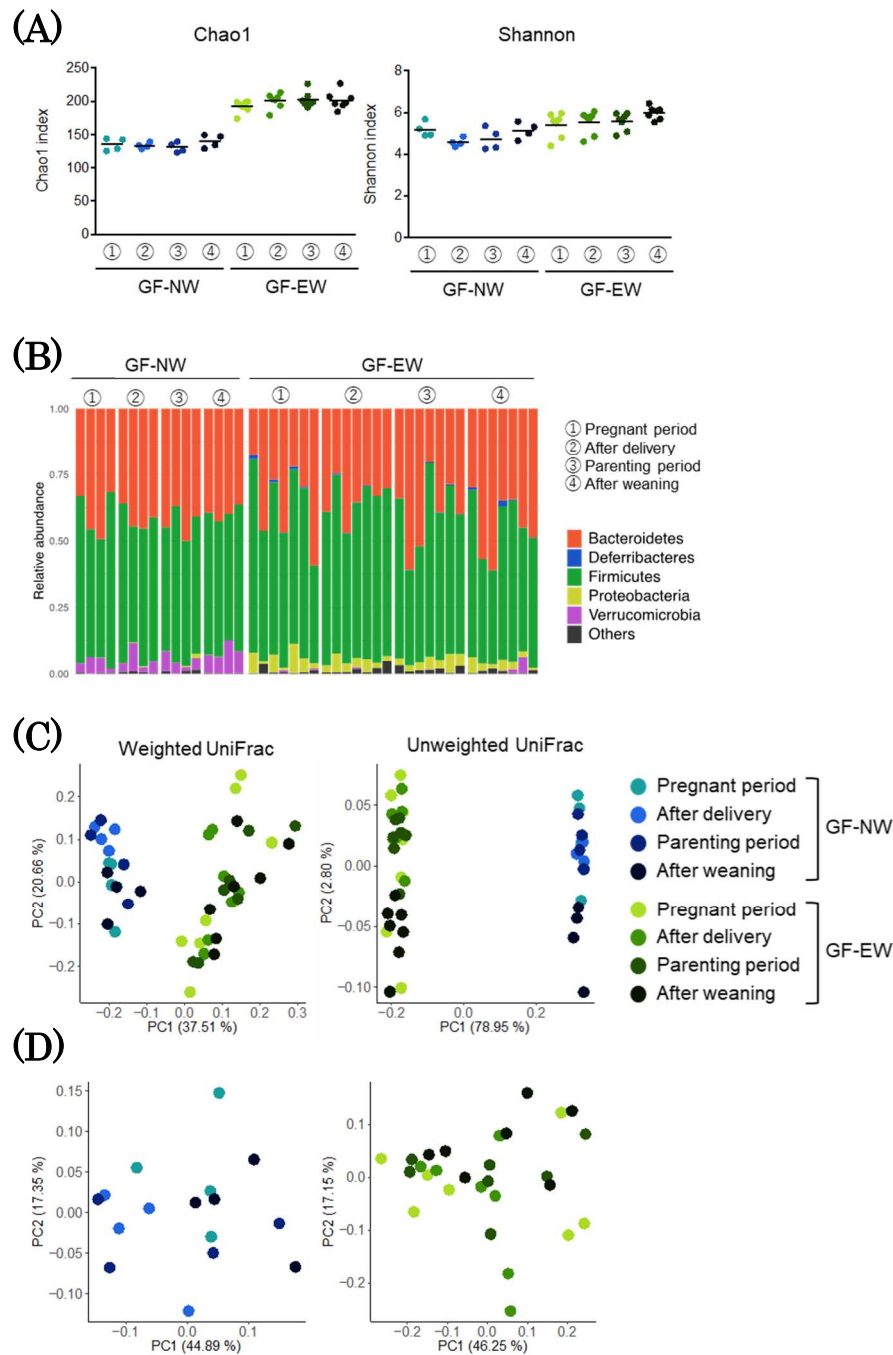 (A)
Chao1
Shannon
250
200
150
100
50
0
Chao1 index
8
6
4
2
0
Shannon index
① ② ③ ④ ① ② ③ ④
GF-NW GF-EW
① ② ③ ④ ① ② ③ ④
GF-NW GF-EW
(B)
GF-NW GF-EW
① ② ③ ④ ① ② ③ ④
1.00
0.75
0.50
0.25
0.00
Relative abundance
① Pregnant period
② After delivery
③ Parenting period
④ After weaning
Bacteroidetes
Deferribacteres
Firmicutes
Proteobacteria
Verrucomicrobia
Others
(C)
Weighted UniFrac
0.2
0.1
0.0
−0.1
−0.2
PC2 (20.66 %)
−0.2 −0.1 0.0 0.1 0.2 0.3
PC1 (37.51 %)
Unweighted UniFrac
0.05
0.00
−0.05
−0.10
PC2 (2.80 %)
−0.2 0.0 0.2
PC1 (78.95 %)
Pregnant period
After delivery
Parenting period
After weaning
GF-NW
Pregnant period
After delivery
Parenting period
After weaning
GF-EW
(D)
0.15
0.10
0.05
0.00
−0.05
−0.10
PC2 (17.35 %)
−0.1 0.0 0.1
PC1 (44.89 %)
0.1
0.0
−0.1
−0.2
PC2 (17.15 %)
−0.2 −0.1 0.0 0.1 0.2
PC1 (46.25 %)